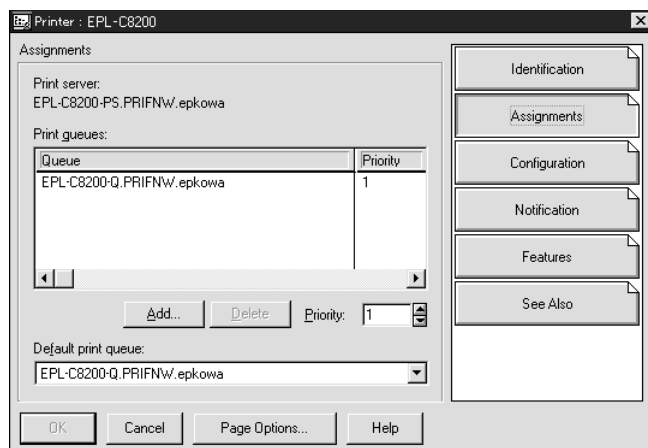 Printer : EPL-C8200
Assignments
Print server:
EPL-C8200-PS.PRIFNW.epkowa
Print queues:
Queue Priority
EPL-C8200-Q.PRIFNW.epkowa 1
Add... Delete Priority: 1
Default print queue:
EPL-C8200-Q.PRIFNW.epkowa
OK Cancel Page Options... Help
Identification
Assignments
Configuration
Notification
Features
See Also